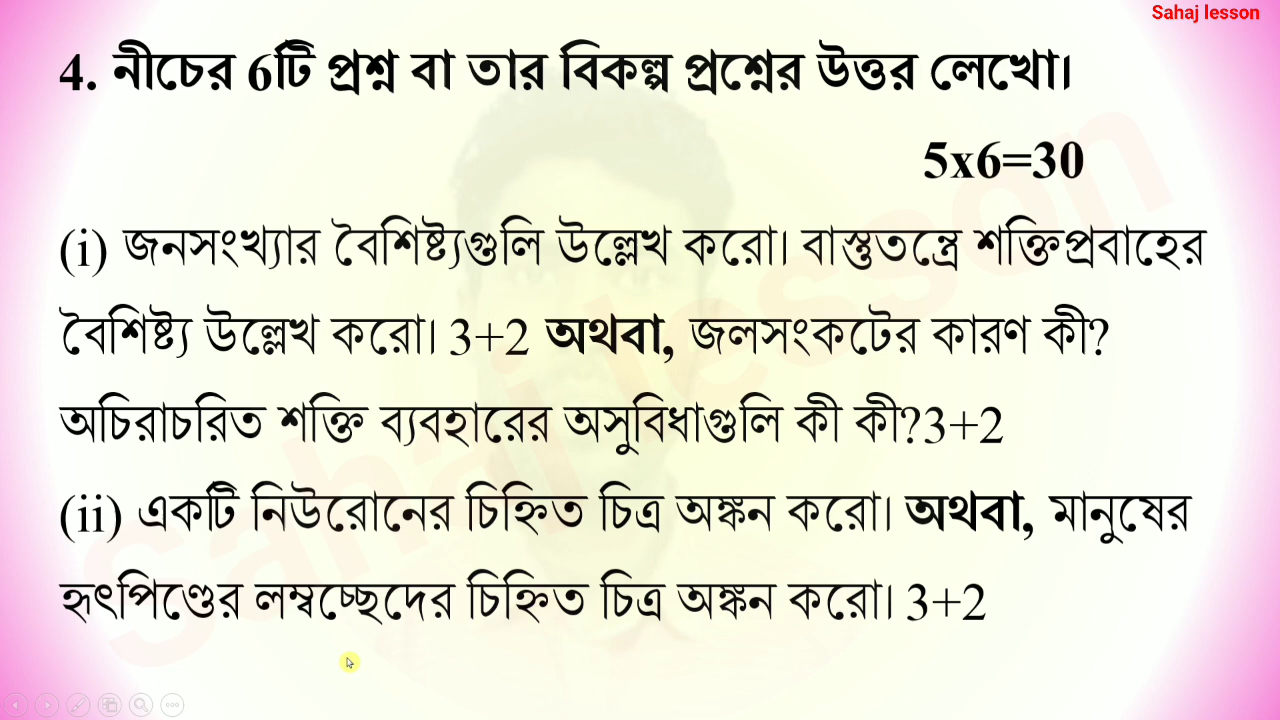 Sahaj lesson
4. নীচের 6টি প্রশ্ন বা তার বিকল্প প্রশ্নের উত্তর লেখো।
5x6=30
(i) জনসংখ্যার বৈশিষ্ট্যগুলি উল্লেখ করো। বাস্তুতন্ত্রে শক্তিপ্রবাহের
বৈশিষ্ট্য উল্লেখ করো। 3+2 অথবা, জলসংকটের কারণ কী?
অচিরাচরিত শক্তি ব্যবহারের অসুবিধাগুলি কী কী?3+2
(ii) একটি নিউরোনের চিহ্নিত চিত্র অঙ্কন করো। অথবা, মানুষের
হৃৎপিণ্ডের লম্বচ্ছেদের চিহ্নিত চিত্র অঙ্কন করো। 3+2
Sahaj lesson